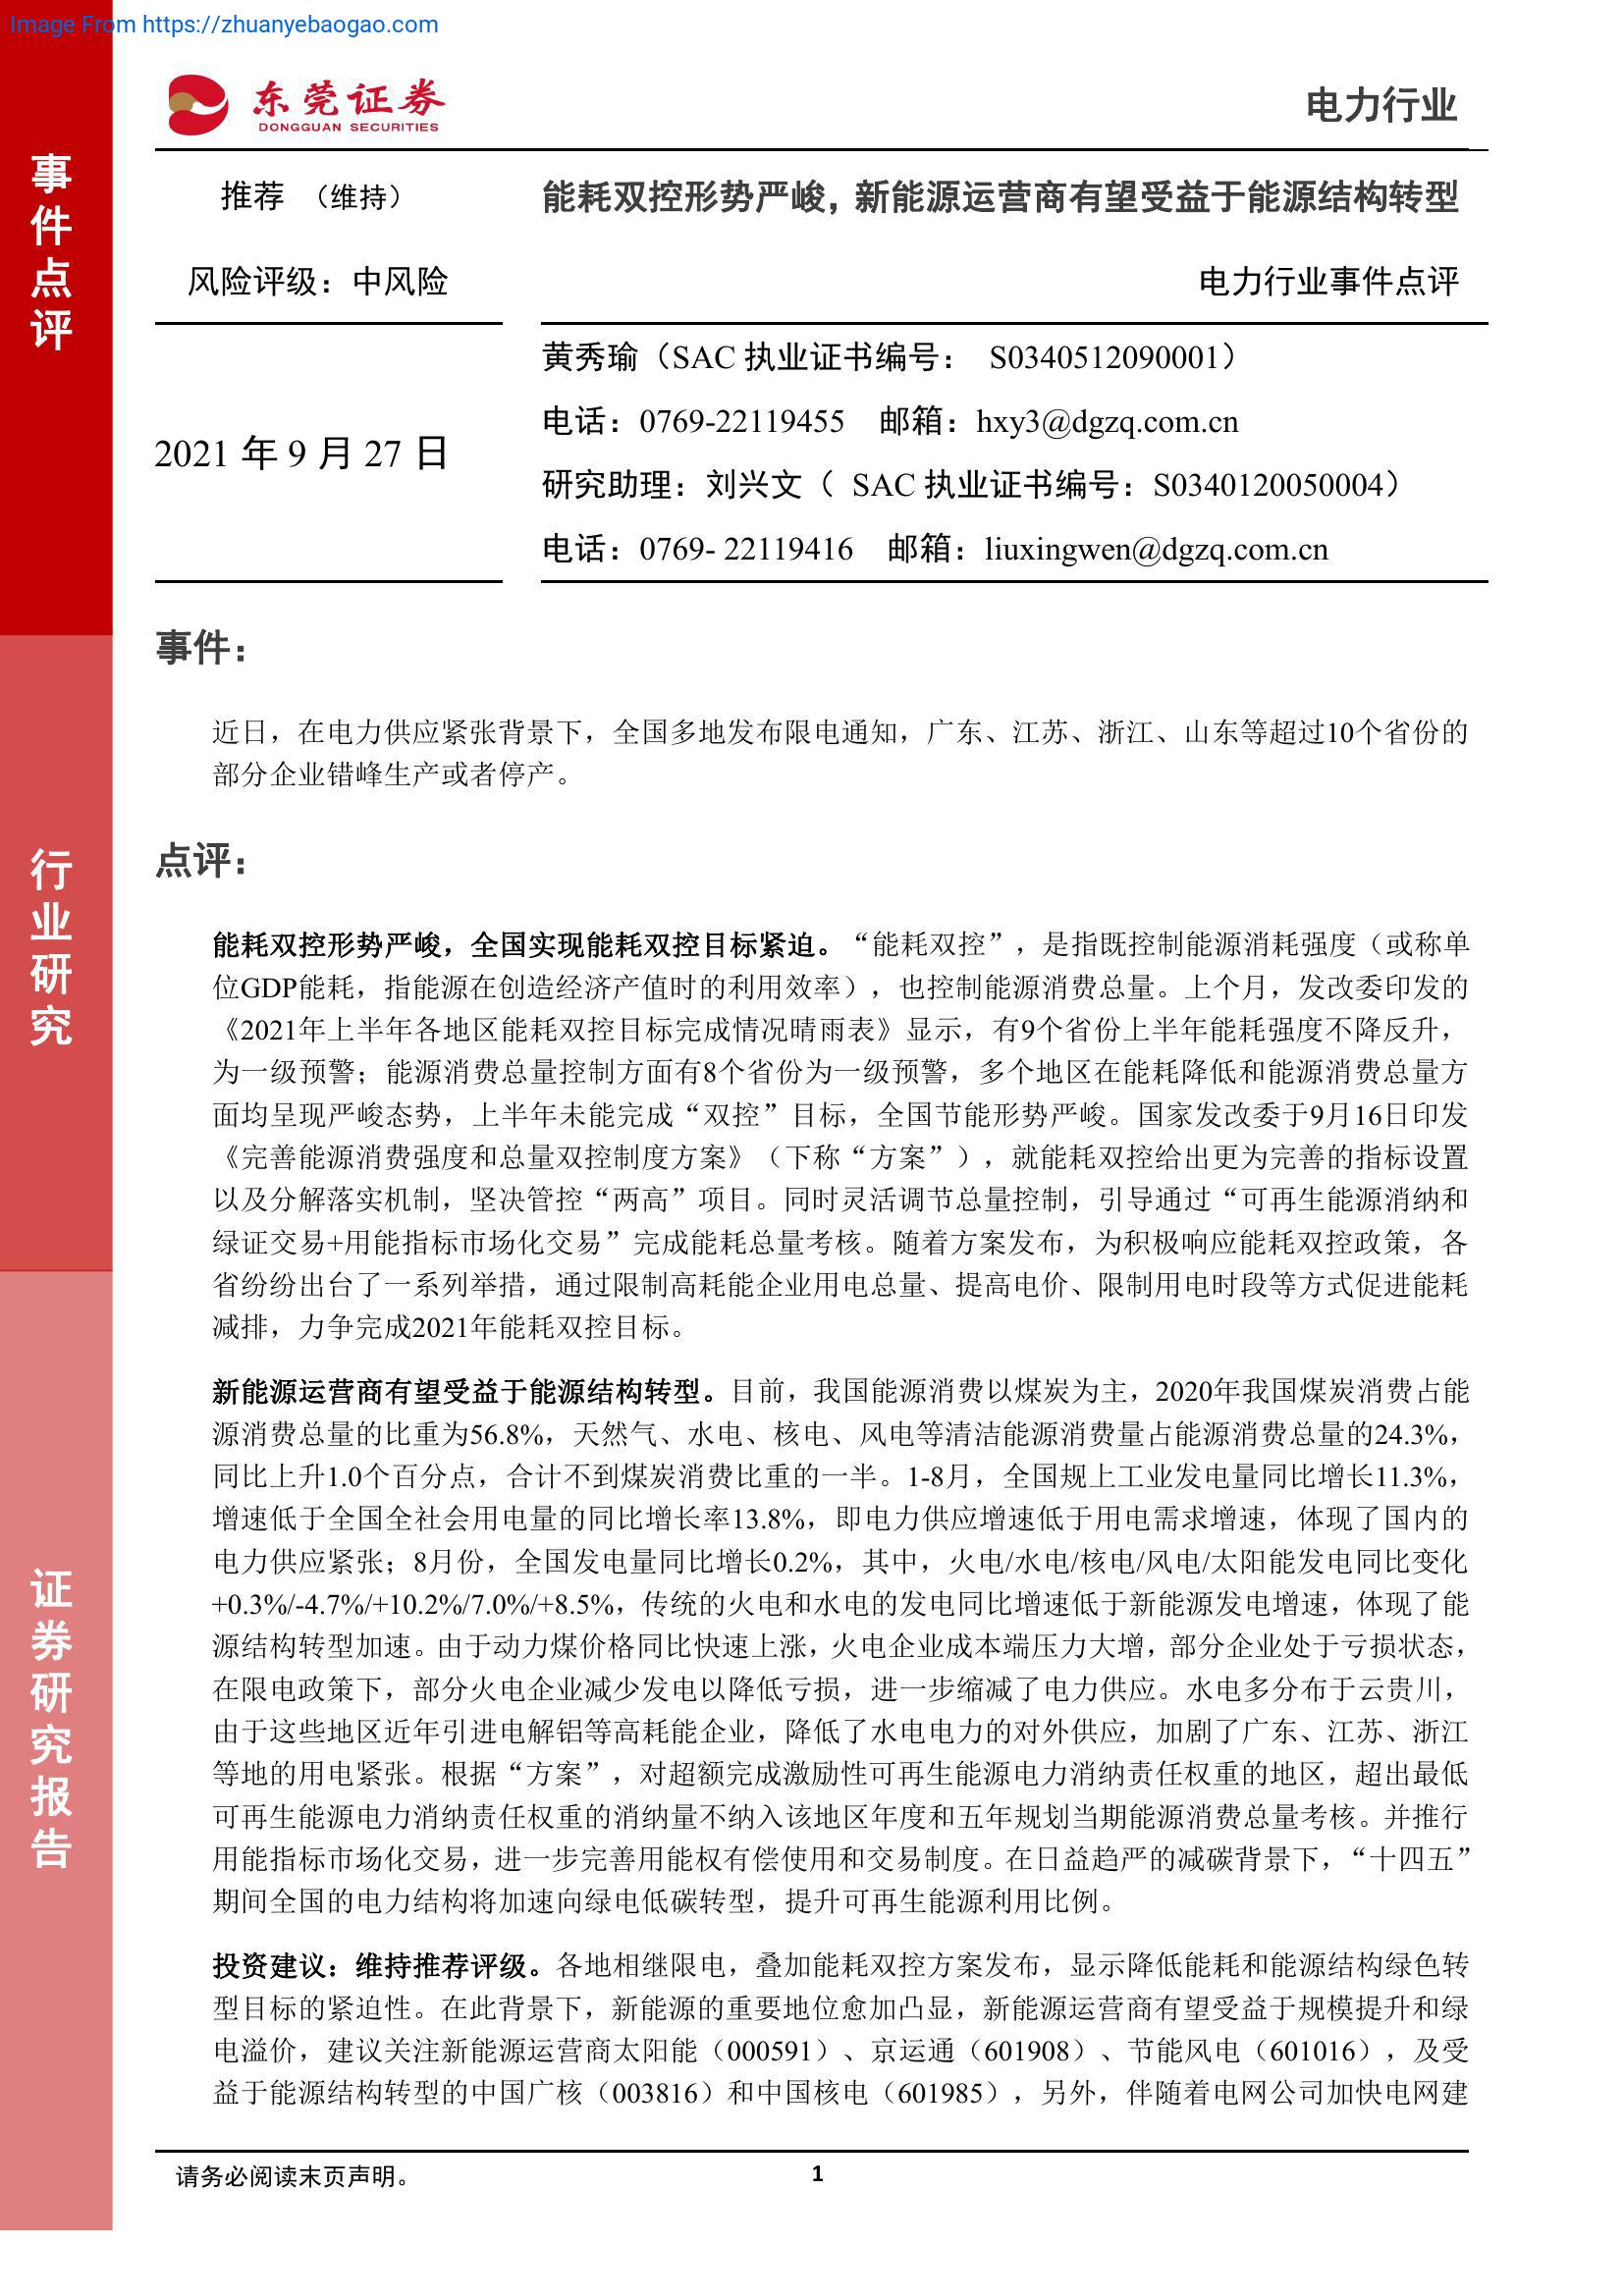 Image From https://zhuanyebaogao.com
东莞证券
DONGGUAN SECURITIES
电力行业
事件点评
行业研究
证券研究报告
推荐 （维持）
能耗双控形势严峻，新能源运营商有望受益于能源结构转型
风险评级：中风险
电力行业事件点评
2021 年 9 月 27 日
黄秀瑜（SAC 执业证书编号： S0340512090001）
电话：0769-22119455 邮箱：hxy3@dgzq.com.cn
研究助理：刘兴文（ SAC 执业证书编号：S0340120050004）
电话：0769- 22119416 邮箱：liuxingwen@dgzq.com.cn
事件：
近日，在电力供应紧张背景下，全国多地发布限电通知，广东、江苏、浙江、山东等超过10个省份的
部分企业错峰生产或者停产。
点评：
能耗双控形势严峻，全国实现能耗双控目标紧迫。“能耗双控”，是指既控制能源消耗强度（或称单
位GDP能耗，指能源在创造经济产值时的利用效率），也控制能源消费总量。上个月，发改委印发的
《2021年上半年各地区能耗双控目标完成情况晴雨表》显示，有9个省份上半年能耗强度不降反升，
为一级预警；能源消费总量控制方面有8个省份为一级预警，多个地区在能耗降低和能源消费总量方
面均呈现严峻态势，上半年未能完成“双控”目标，全国节能形势严峻。国家发改委于9月16日印发
《完善能源消费强度和总量双控制度方案》（下称“方案”），就能耗双控给出更为完善的指标设置
以及分解落实机制，坚决管控“两高”项目。同时灵活调节总量控制，引导通过“可再生能源消纳和
绿证交易+用能指标市场化交易”完成能耗总量考核。随着方案发布，为积极响应能耗双控政策，各
省纷纷出台了一系列举措，通过限制高耗能企业用电总量、提高电价、限制用电时段等方式促进能耗
减排，力争完成2021年能耗双控目标。
新能源运营商有望受益于能源结构转型。目前，我国能源消费以煤炭为主，2020年我国煤炭消费占能
源消费总量的比重为56.8%，天然气、水电、核电、风电等清洁能源消费量占能源消费总量的24.3%，
同比上升1.0个百分点，合计不到煤炭消费比重的一半。1-8月，全国规上工业发电量同比增长11.3%，
增速低于全国全社会用电量的同比增长率13.8%，即电力供应增速低于用电需求增速，体现了国内的
电力供应紧张；8月份，全国发电量同比增长0.2%，其中，火电/水电/核电/风电/太阳能发电同比变化
+0.3%/-4.7%/+10.2%/7.0%/+8.5%，传统的火电和水电的发电同比增速低于新能源发电增速，体现了能
源结构转型加速。由于动力煤价格同比快速上涨，火电企业成本端压力大增，部分企业处于亏损状态，
在限电政策下，部分火电企业减少发电以降低亏损，进一步缩减了电力供应。水电多分布于云贵川，
由于这些地区近年引进电解铝等高耗能企业，降低了水电电力的对外供应，加剧了广东、江苏、浙江
等地的用电紧张。根据“方案”，对超额完成激励性可再生能源电力消纳责任权重的地区，超出最低
可再生能源电力消纳责任权重的消纳量不纳入该地区年度和五年规划当期能源消费总量考核。并推行
用能指标市场化交易，进一步完善用能权有偿使用和交易制度。在日益趋严的减碳背景下，“十四五”
期间全国的电力结构将加速向绿电低碳转型，提升可再生能源利用比例。
投资建议：维持推荐评级。各地相继限电，叠加能耗双控方案发布，显示降低能耗和能源结构绿色转
型目标的紧迫性。在此背景下，新能源的重要地位愈加凸显，新能源运营商有望受益于规模提升和绿
电溢价，建议关注新能源运营商太阳能（000591）、京运通（601908）、节能风电（601016），及受
益于能源结构转型的中国广核（003816）和中国核电（601985），另外，伴随着电网公司加快电网建
请务必阅读末页声明。
1